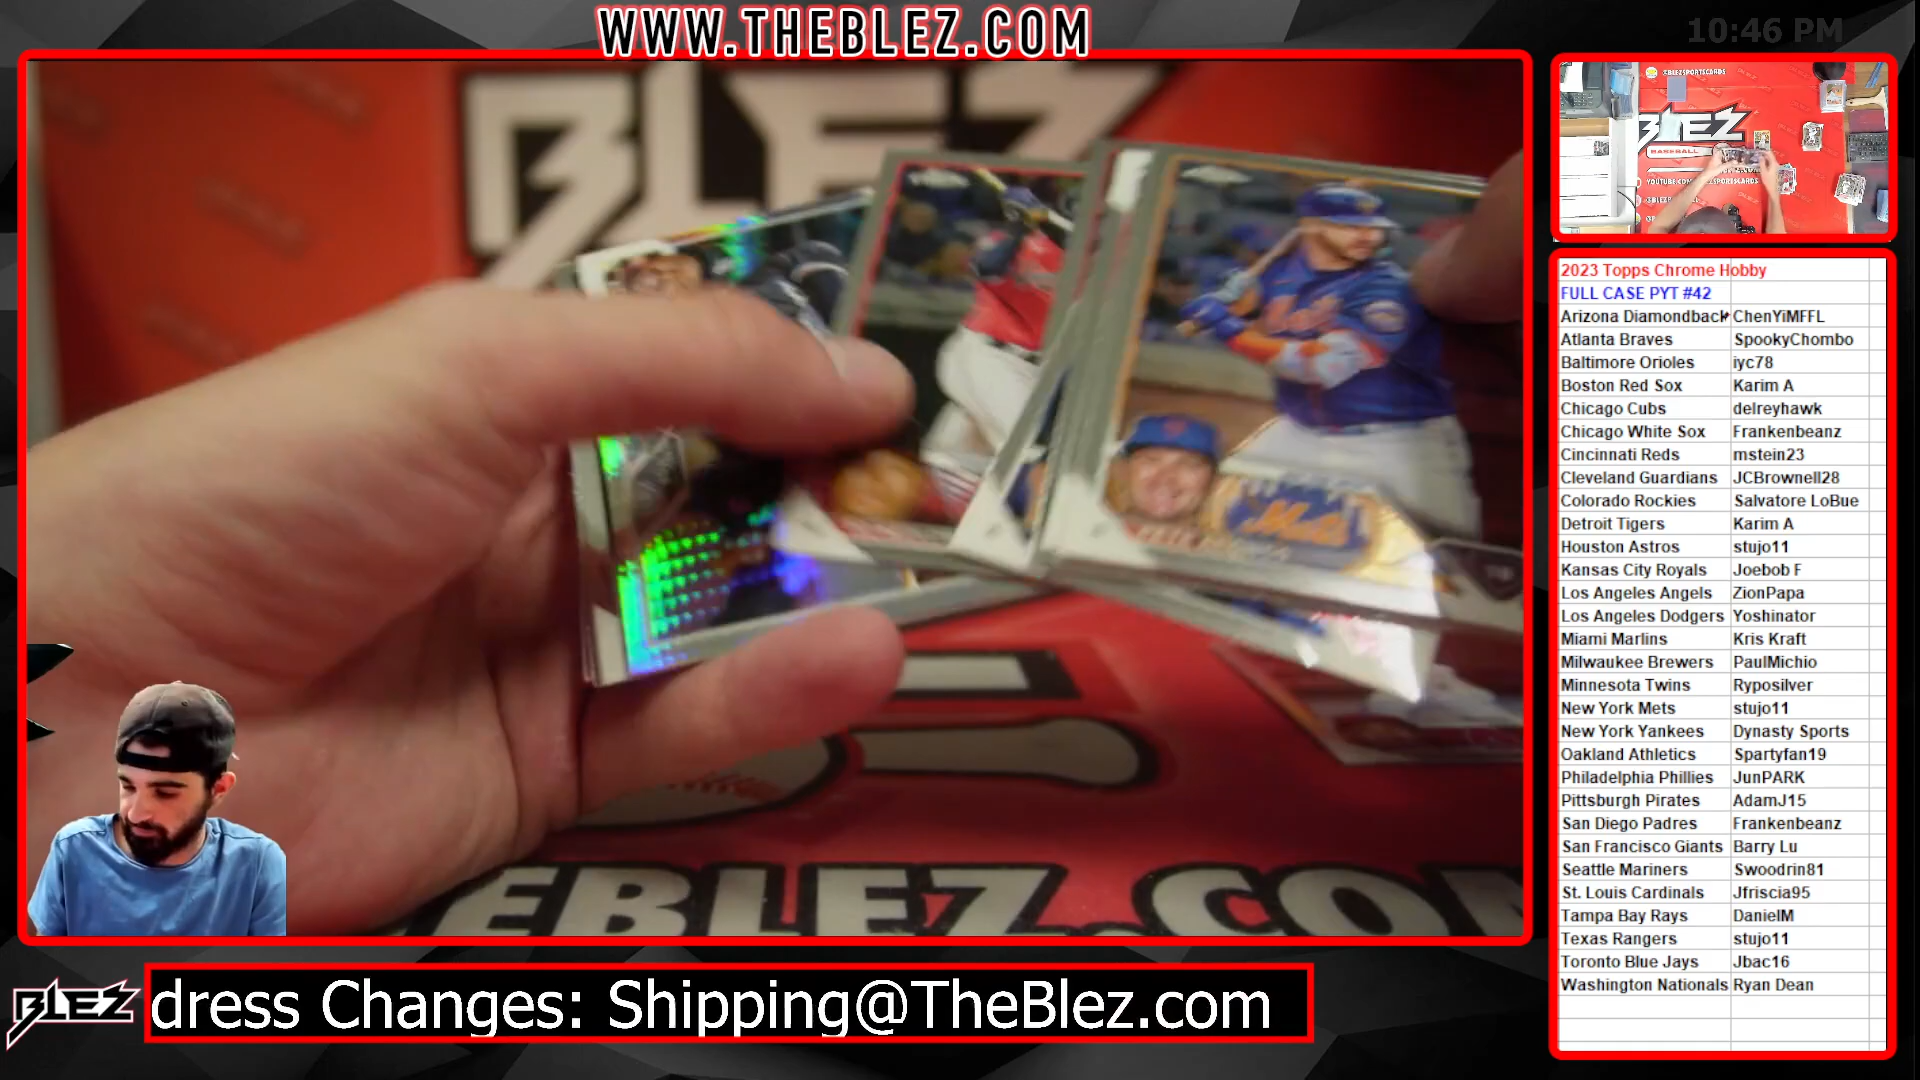 WWW.THEBLEZ.COM
10:46 PM
BLEZ
EBLEZ.COM
dress Changes: Shipping@TheBlez.com
BLEZ
BLEZ
BASEBALL
2023 Topps Chrome Hobby
FULL CASE PYT #42
Arizona Diamondback ChenYiMFFL
Atlanta Braves SpookyChombo
Baltimore Orioles iyc78
Boston Red Sox Karim A
Chicago Cubs delreyhawk
Chicago White Sox Frankenbeanz
Cincinnati Reds mstein23
Cleveland Guardians JCBrownell28
Colorado Rockies Salvatore LoBue
Detroit Tigers Karim A
Houston Astros stujo11
Kansas City Royals Joebob F
Los Angeles Angels ZionPapa
Los Angeles Dodgers Yoshinator
Miami Marlins Kris Kraft
Milwaukee Brewers PaulMichio
Minnesota Twins Ryposilver
New York Mets stujo11
New York Yankees Dynasty Sports
Oakland Athletics Spartyfan19
Philadelphia Phillies JunPARK
Pittsburgh Pirates AdamJ15
San Diego Padres Frankenbeanz
San Francisco Giants Barry Lu
Seattle Mariners Swoodrin81
St. Louis Cardinals Jfriscia95
Tampa Bay Rays DanielM
Texas Rangers stujo11
Toronto Blue Jays Jbac16
Washington Nationals Ryan Dean